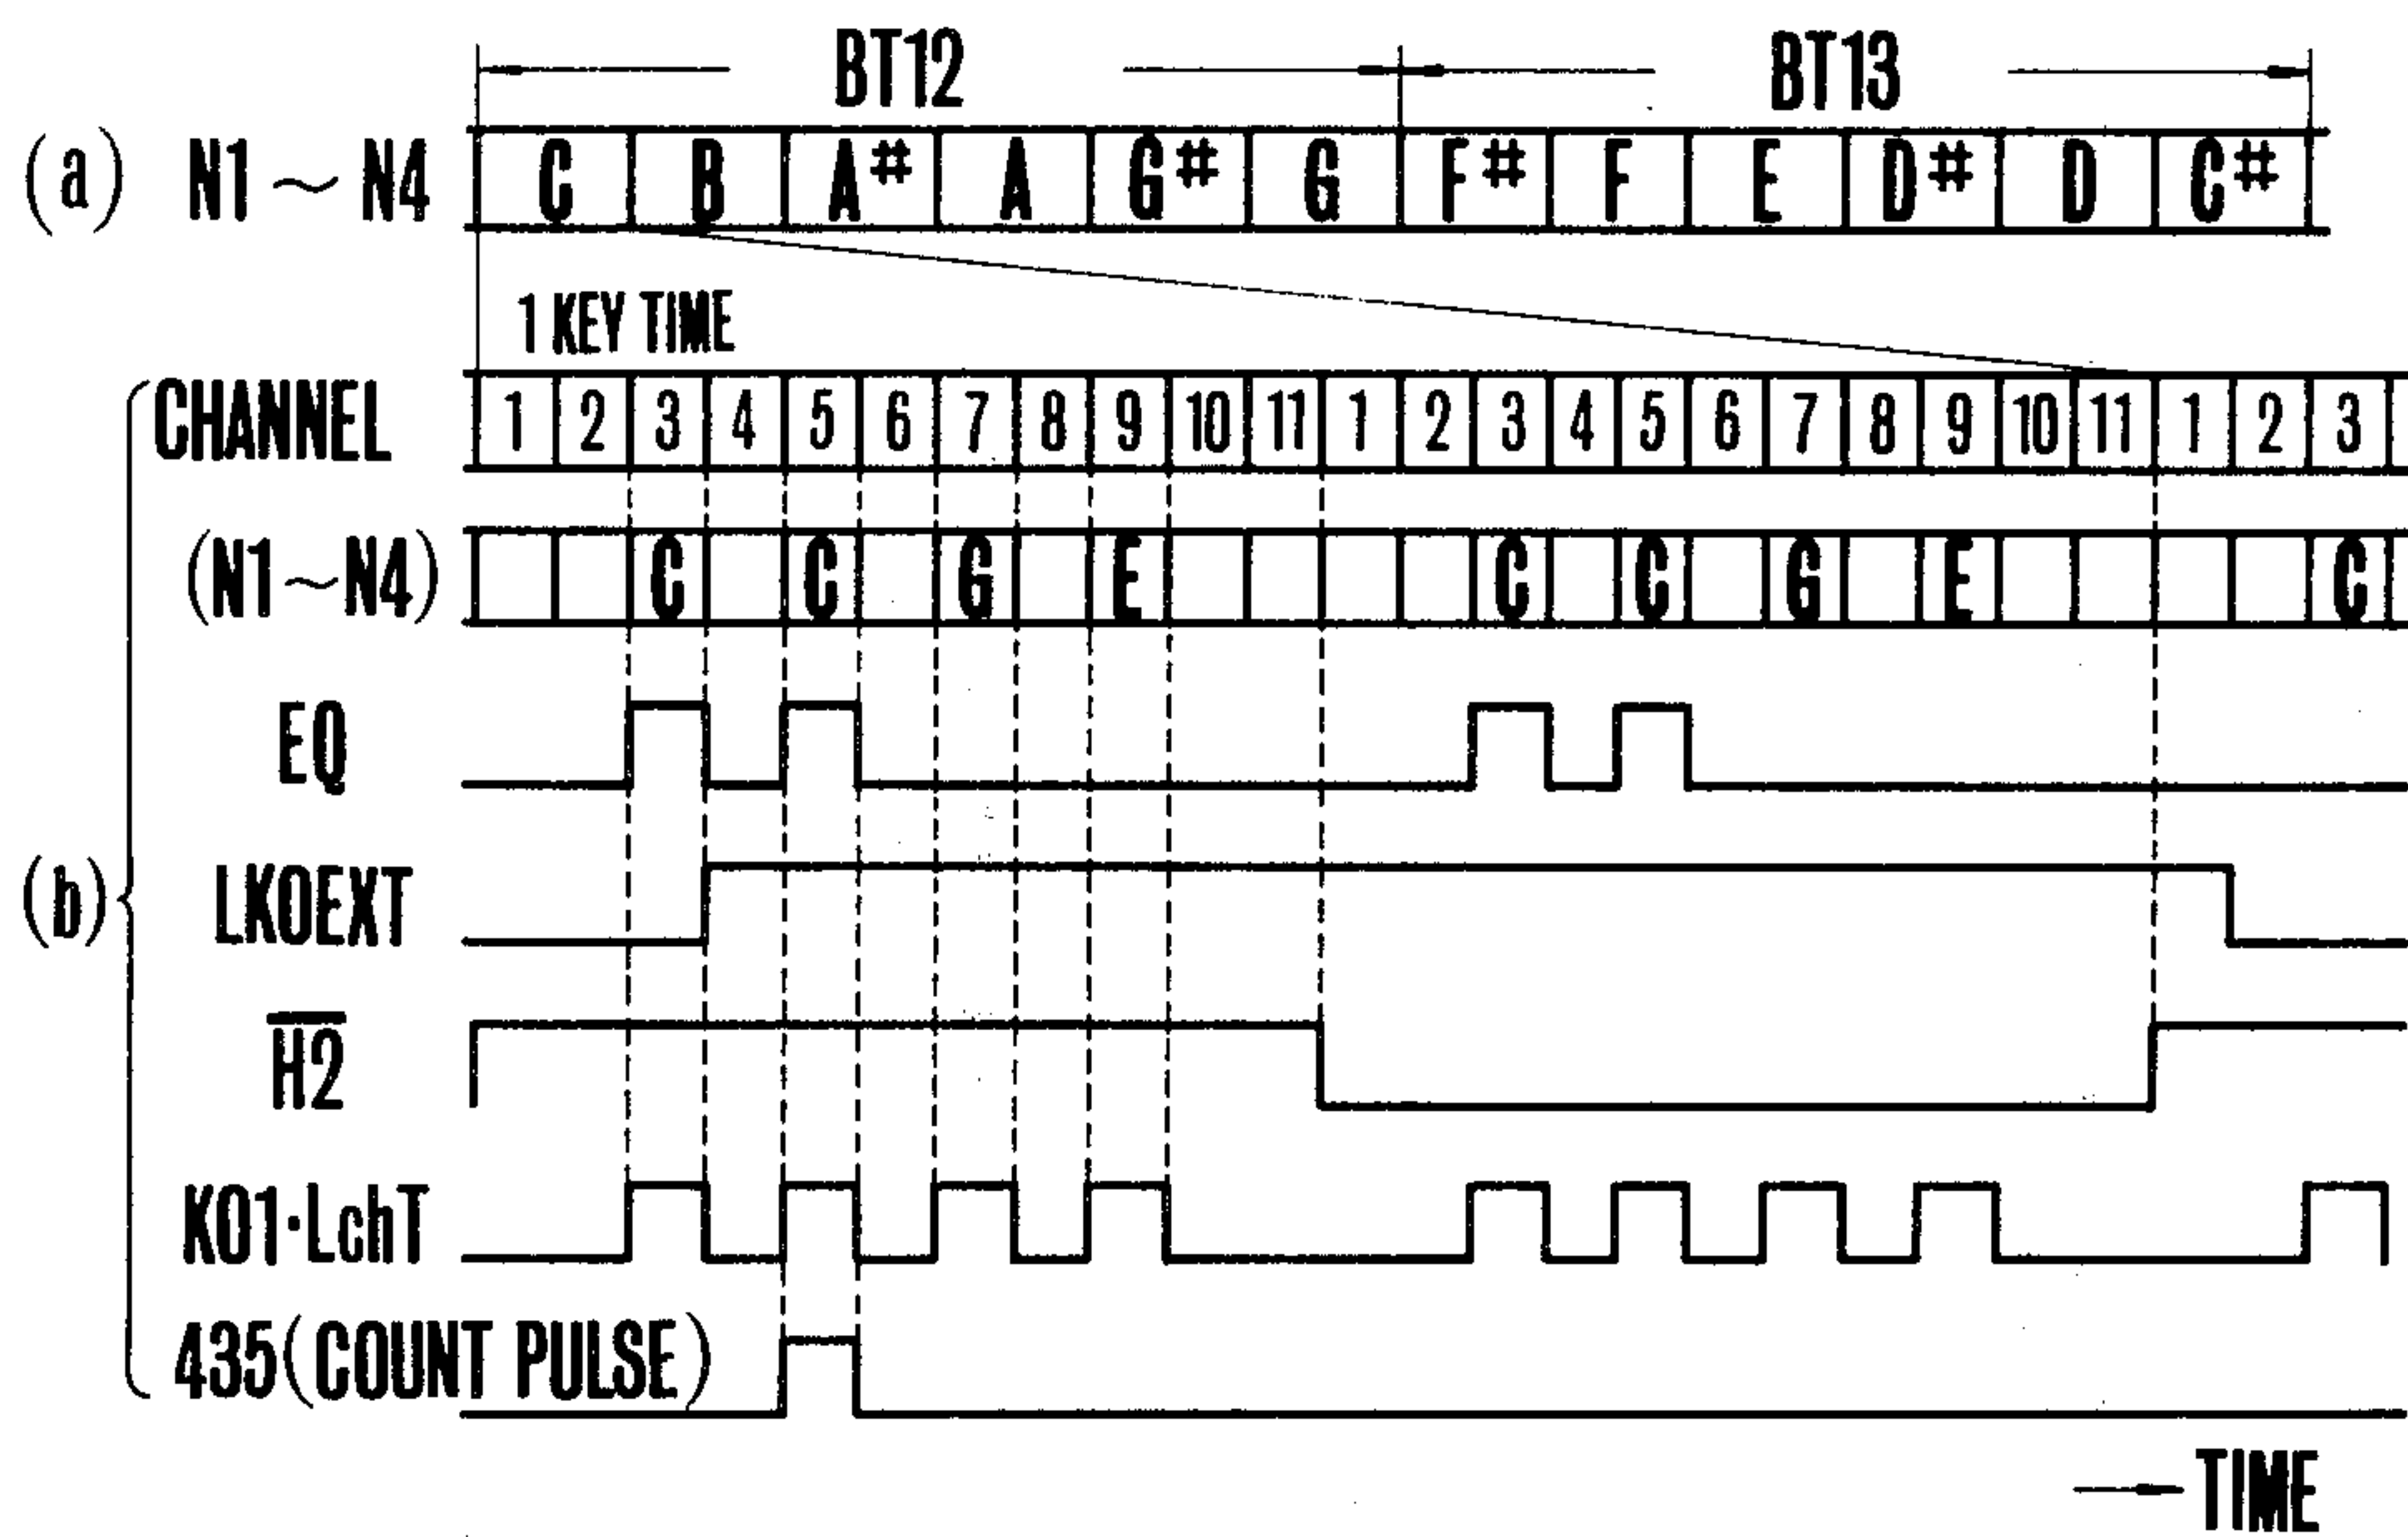 BT12 BT13
(a) N1～N4 C B A# A G# G F# F E D# D C#
1 KEY TIME
CHANNEL 1 2 3 4 5 6 7 8 9 10 11 1 2 3 4 5 6 7 8 9 10 11 1 2 3
(N1～N4) C C G E C C G E C
EQ
(b) LKOEXT
H̅2̅
KO1·LchT
435(COUNT PULSE)
TIME